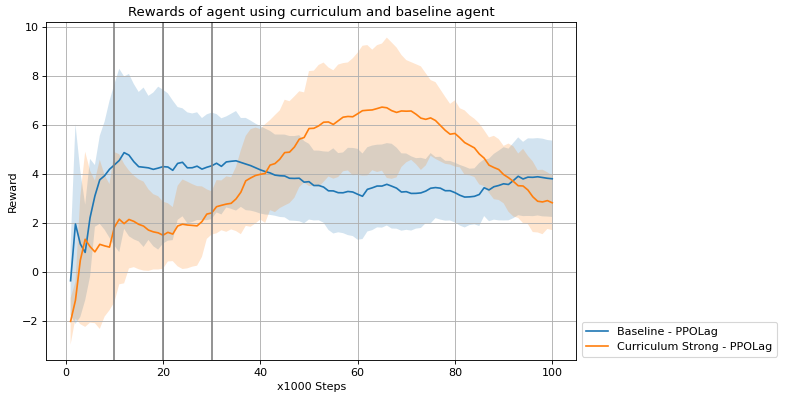 Rewards of agent using curriculum and baseline agent
10
8
6
4
2
0
−2
Reward
0 20 40 60 80 100
x1000 Steps
Baseline - PPOLag
Curriculum Strong - PPOLag